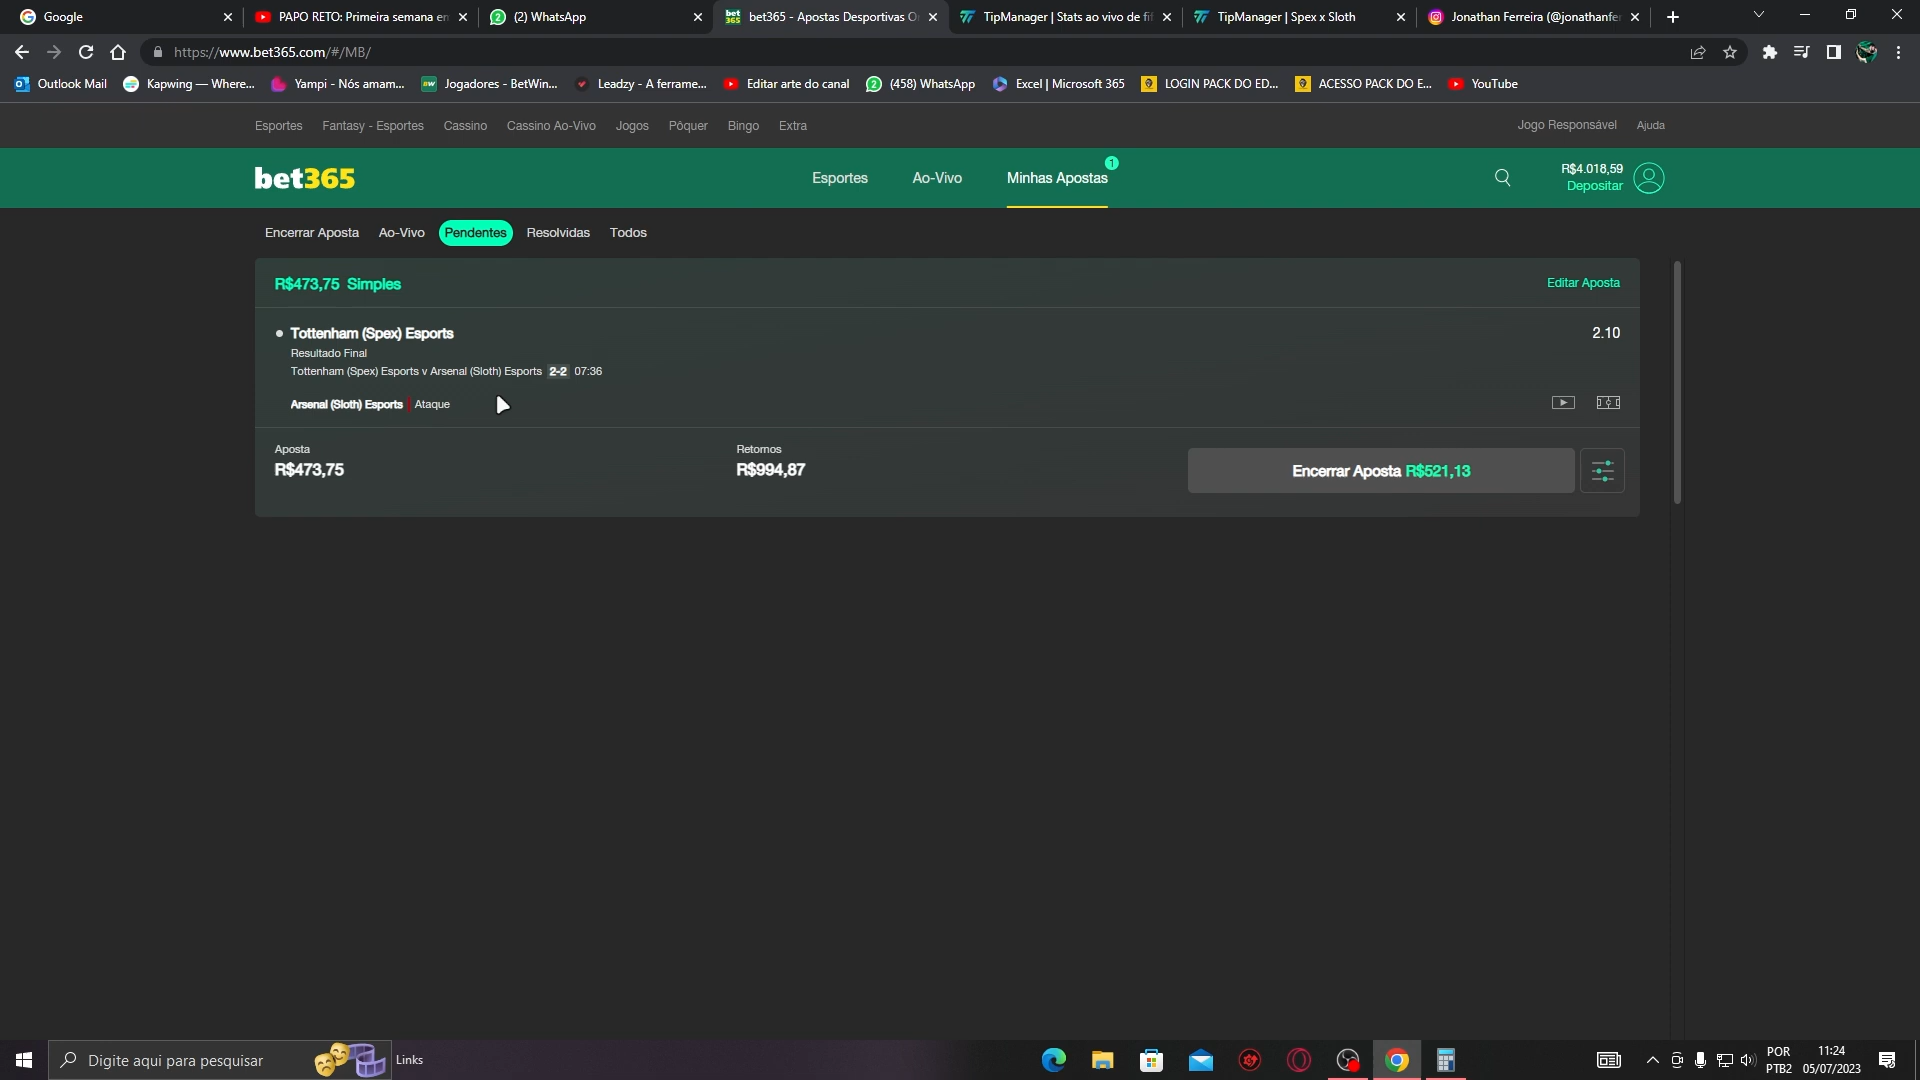 Google
PAPO RETO: Primeira semana en
(2) WhatsApp
bet365 - Apostas Desportivas O
TipManager | Stats ao vivo de fif
TipManager | Spex x Sloth
Jonathan Ferreira (@jonathanfe
https://www.bet365.com/#/MB/
Outlook Mail
Kapwing — Where...
Yampi - Nós amam...
Jogadores - BetWin...
Leadzy - A ferrame...
Editar arte do canal
(458) WhatsApp
Excel | Microsoft 365
LOGIN PACK DO ED...
ACESSO PACK DO E...
YouTube
Esportes
Fantasy - Esportes
Cassino
Cassino Ao-Vivo
Jogos
Pôquer
Bingo
Extra
Jogo Responsável
Ajuda
bet365
Esportes
Ao-Vivo
Minhas Apostas
1
R$4.018,59
Depositar
Encerrar Aposta
Ao-Vivo
Pendentes
Resolvidas
Todos
R$473,75 Simples
Editar Aposta
Tottenham (Spex) Esports
2.10
Resultado Final
Tottenham (Spex) Esports v Arsenal (Sloth) Esports 2-2 07:36
Arsenal (Sloth) Esports Ataque
Aposta
R$473,75
Retornos
R$994,87
Encerrar Aposta R$521,13
Digite aqui para pesquisar
Links
POR
PTB2
11:24
05/07/2023